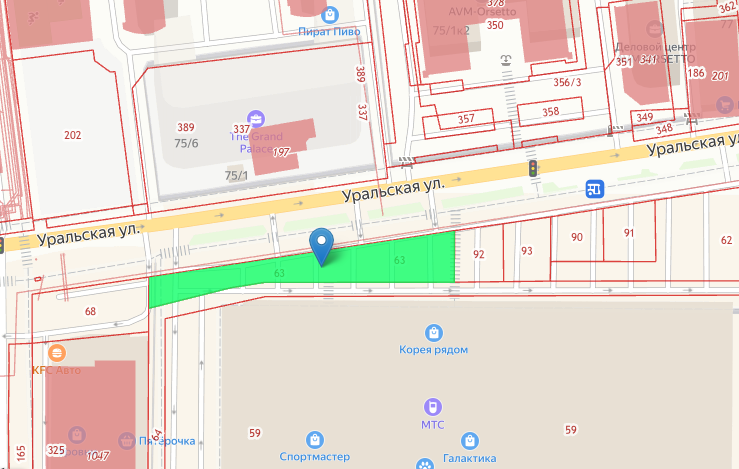 378
AVM-Orsetto
350
75/1к2
Пират Пиво
362
77
Деловой центр
351
341
186
201
389
337
356/3
358
357
349
348
202
389
337
The Grand
Palace
197
75/6
75/1
Уральская ул.
Уральская ул.
Уральская ул.
63
63
92
93
90
91
62
68
KFC Авто
Корея рядом
МТС
64
59
59
165
325
1047
Пятёрочка
Спортмастер
Галактика